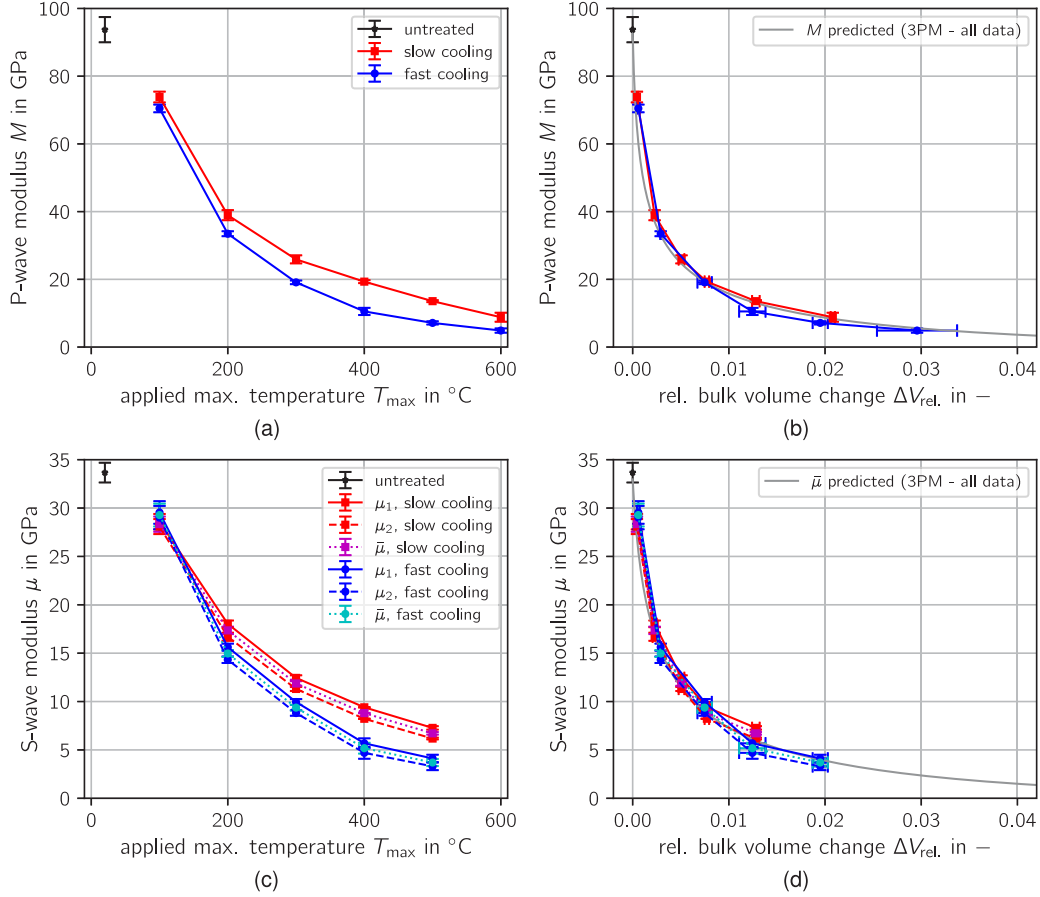 100
80
60
40
20
0
P-wave modulus M in GPa
untreated
slow cooling
fast cooling
0 200 400 600
applied max. temperature Tmax in °C
(a)
100
80
60
40
20
0
P-wave modulus M in GPa
M predicted (3PM - all data)
0.00 0.01 0.02 0.03 0.04
rel. bulk volume change ΔVrel. in −
(b)
35
30
25
20
15
10
5
0
S-wave modulus μ in GPa
untreated
μ1, slow cooling
μ2, slow cooling
μ̄, slow cooling
μ1, fast cooling
μ2, fast cooling
μ̄, fast cooling
0 200 400 600
applied max. temperature Tmax in °C
(c)
35
30
25
20
15
10
5
0
S-wave modulus μ in GPa
μ̄ predicted (3PM - all data)
0.00 0.01 0.02 0.03 0.04
rel. bulk volume change ΔVrel. in −
(d)